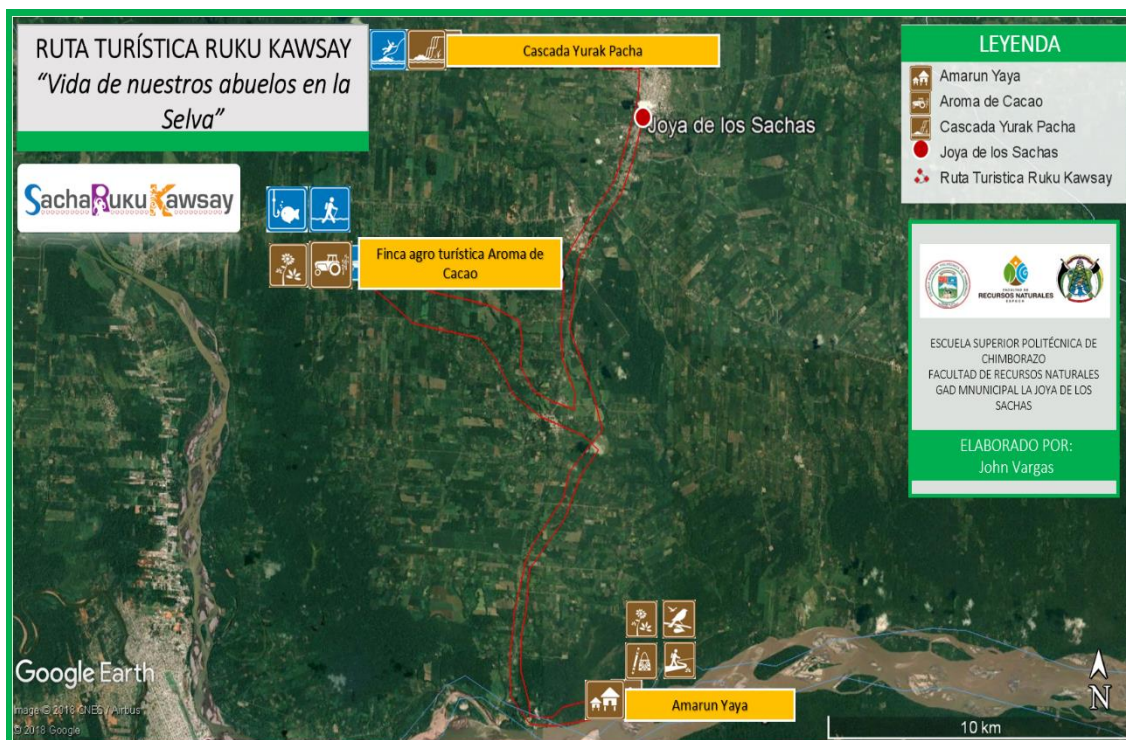 RUTA TURÍSTICA RUKU KAWSAY
“Vida de nuestros abuelos en la
Selva”
SachaRukuKawsay
Cascada Yurak Pacha
Joya de los Sachas
Finca agro turística Aroma de
Cacao
Amarun Yaya
LEYENDA
Amarun Yaya
Aroma de Cacao
Cascada Yurak Pacha
Joya de los Sachas
Ruta Turistica Ruku Kawsay
FACULTAD DE
RECURSOS NATURALES
ESPOCH
ESCUELA SUPERIOR POLITÉCNICA DE
CHIMBORAZO
FACULTAD DE RECURSOS NATURALES
GAD MNUNICIPAL LA JOYA DE LOS
SACHAS
ELABORADO POR:
John Vargas
Google Earth
Image © 2018 CNES / Airbus
© 2018 Google
N
10 km